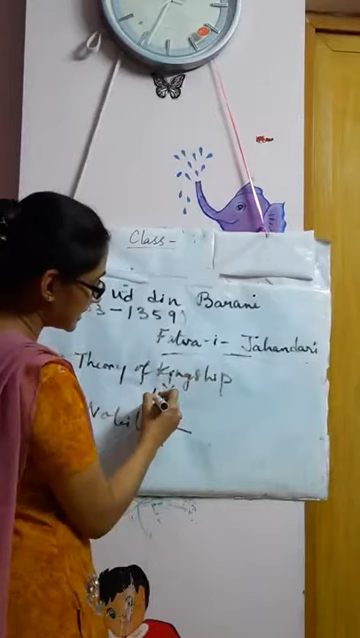 Class-
ud din Barani
3-1359)
Fatwa-i- Jahandari
Theory of Kingship